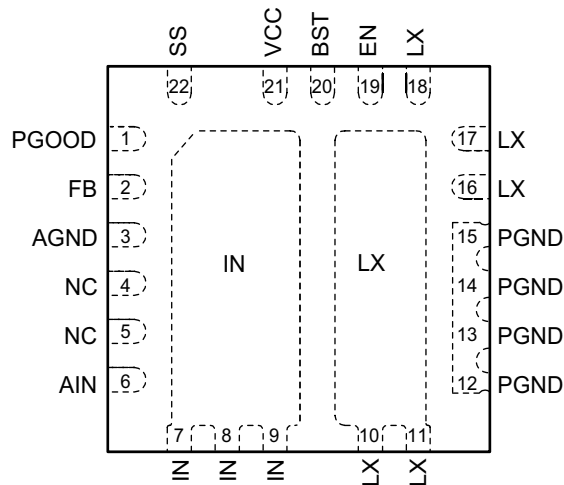 SS VCC BST EN LX
22 21 20 19 18
PGOOD 1 17 LX
FB 2 16 LX
AGND 3 15 PGND
IN LX
NC 4 14 PGND
NC 5 13 PGND
AIN 6 12 PGND
7 8 9 10 11
IN IN IN LX LX